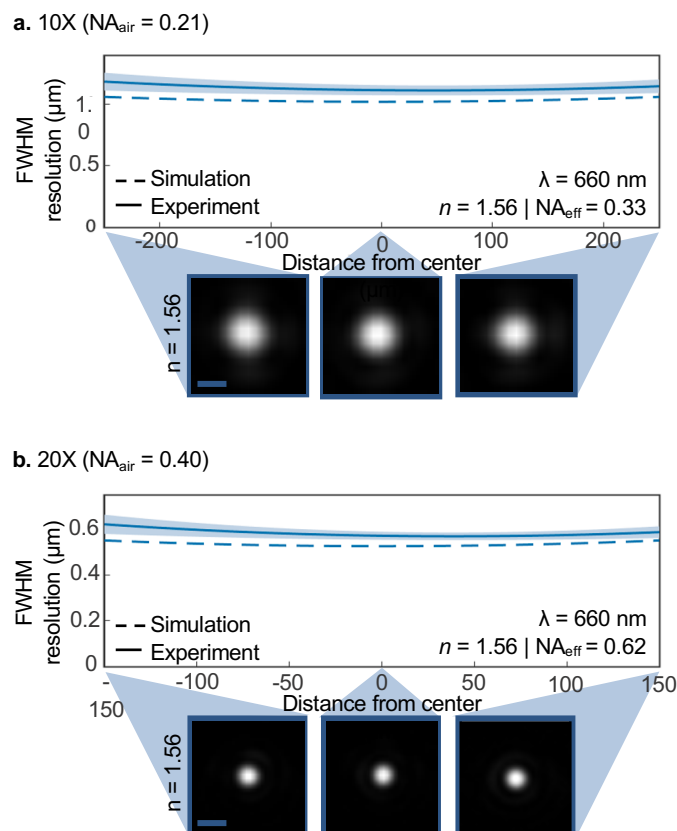 a. 10X (NAair = 0.21)
FWHM
resolution (μm)
1.
0
0.5
0
Simulation
Experiment
λ = 660 nm
n = 1.56 | NAeff = 0.33
-200
-100
0
100
200
Distance from center
n = 1.56
b. 20X (NAair = 0.40)
FWHM
resolution (μm)
0.6
0.4
0.2
0
Simulation
Experiment
λ = 660 nm
n = 1.56 | NAeff = 0.62
-
150
-100
-50
0
50
100
150
Distance from center
n = 1.56